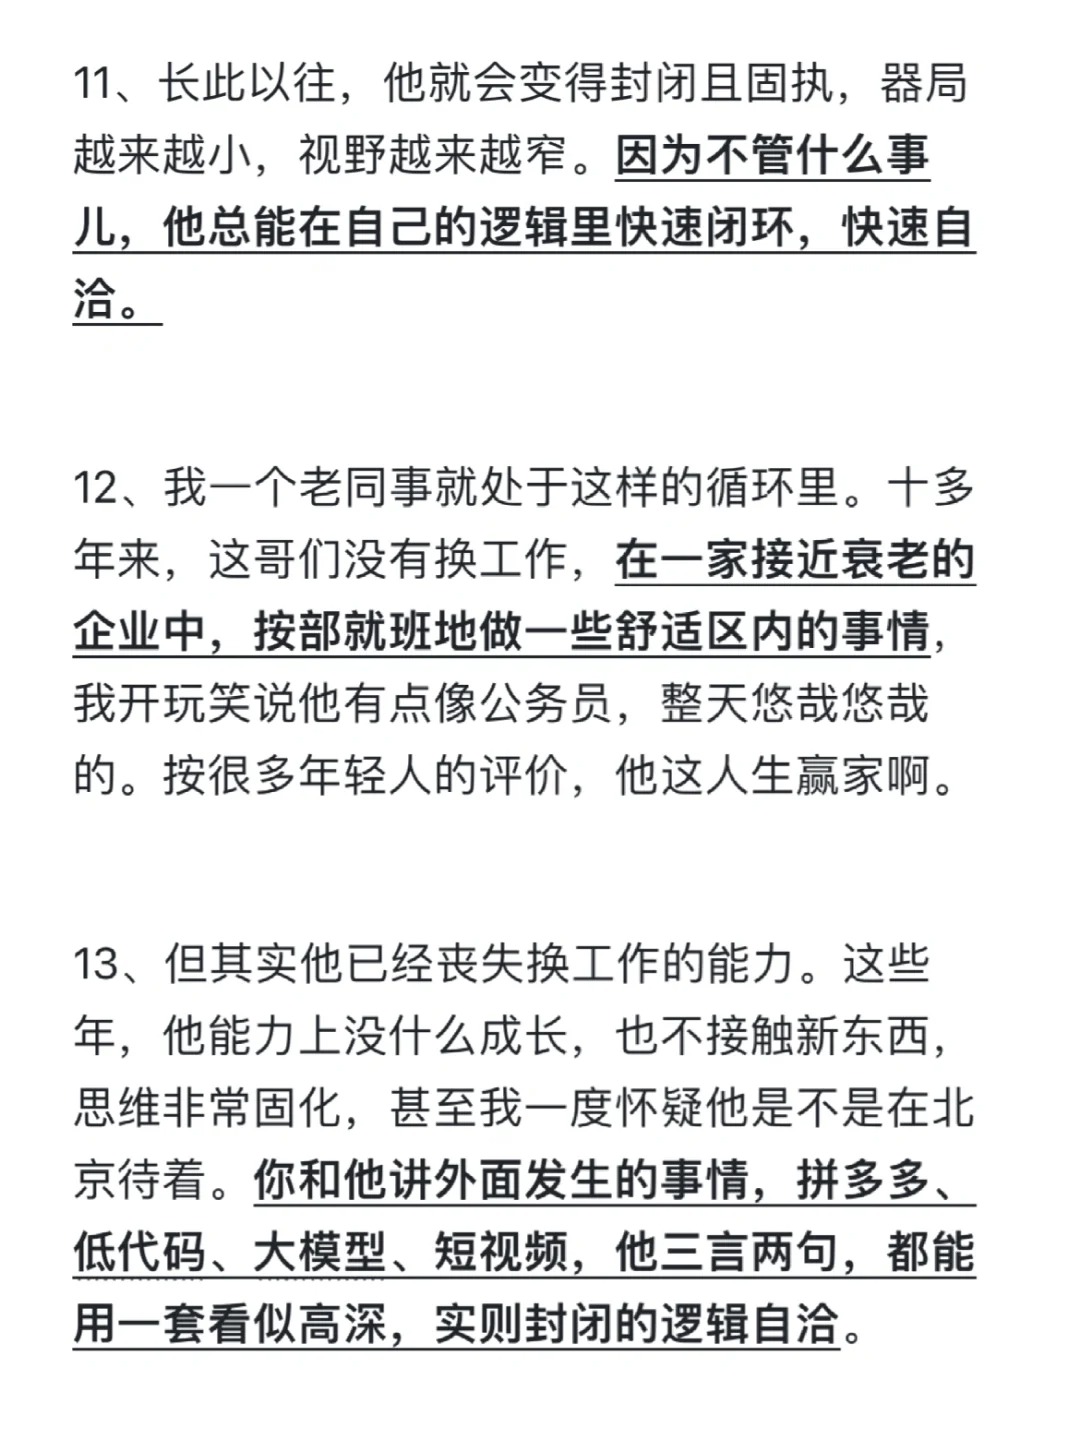 11、长此以往，他就会变得封闭且固执，器局
越来越小，视野越来越窄。因为不管什么事
儿，他总能在自己的逻辑里快速闭环，快速自
洽。
12、我一个老同事就处于这样的循环里。十多
年来，这哥们没有换工作，在一家接近衰老的
企业中，按部就班地做一些舒适区内的事情，
我开玩笑说他有点像公务员，整天悠哉悠哉
的。按很多年轻人的评价，他这人生赢家啊。
13、但其实他已经丧失换工作的能力。这些
年，他能力上没什么成长，也不接触新东西，
思维非常固化，甚至我一度怀疑他是不是在北
京待着。你和他讲外面发生的事情，拼多多、
低代码、大模型、短视频，他三言两句，都能
用一套看似高深，实则封闭的逻辑自洽。